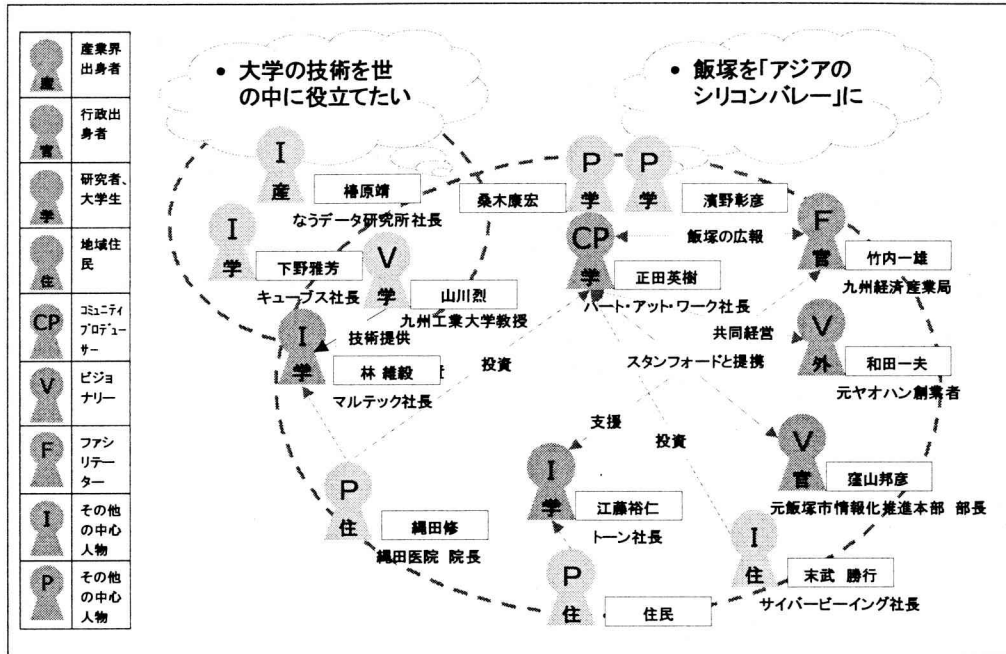 産 産業界
出身者
官 行政出
身者
学 研究者、
大学生
住 地域住
民
CP コミュニティ
プロデュー
サー
V ビジョ
ナリー
F ファシ
リテー
ター
I その他
の中心
人物
P その他
の中心
人物
• 大学の技術を世
の中に役立てたい
• 飯塚を「アジアの
シリコンバレー」に
I 産 椿原靖
なうデータ研究所社長
I 学 下野雅芳
キューブス社長
V 学 山川烈
九州工業大学教授
技術提供
I 学 林 雄毅
マルテック社長
投資
P 住 縄田修
縄田医院 院長
桑木康宏 P 学
P 学 濱野彰彦
CP 学 正田英樹
ハート・アット・ワーク社長
飯塚の広報
F 官 竹内一雄
九州経済産業局
共同経営
スタンフォードと提携
V 外 和田一夫
元ヤオハン創業者
支援
投資
V 官 窪山邦彦
元飯塚市情報化推進本部 部長
I 学 江藤裕仁
トーン社長
P 住 住民
I 住 末武 勝行
サイバービーイング社長